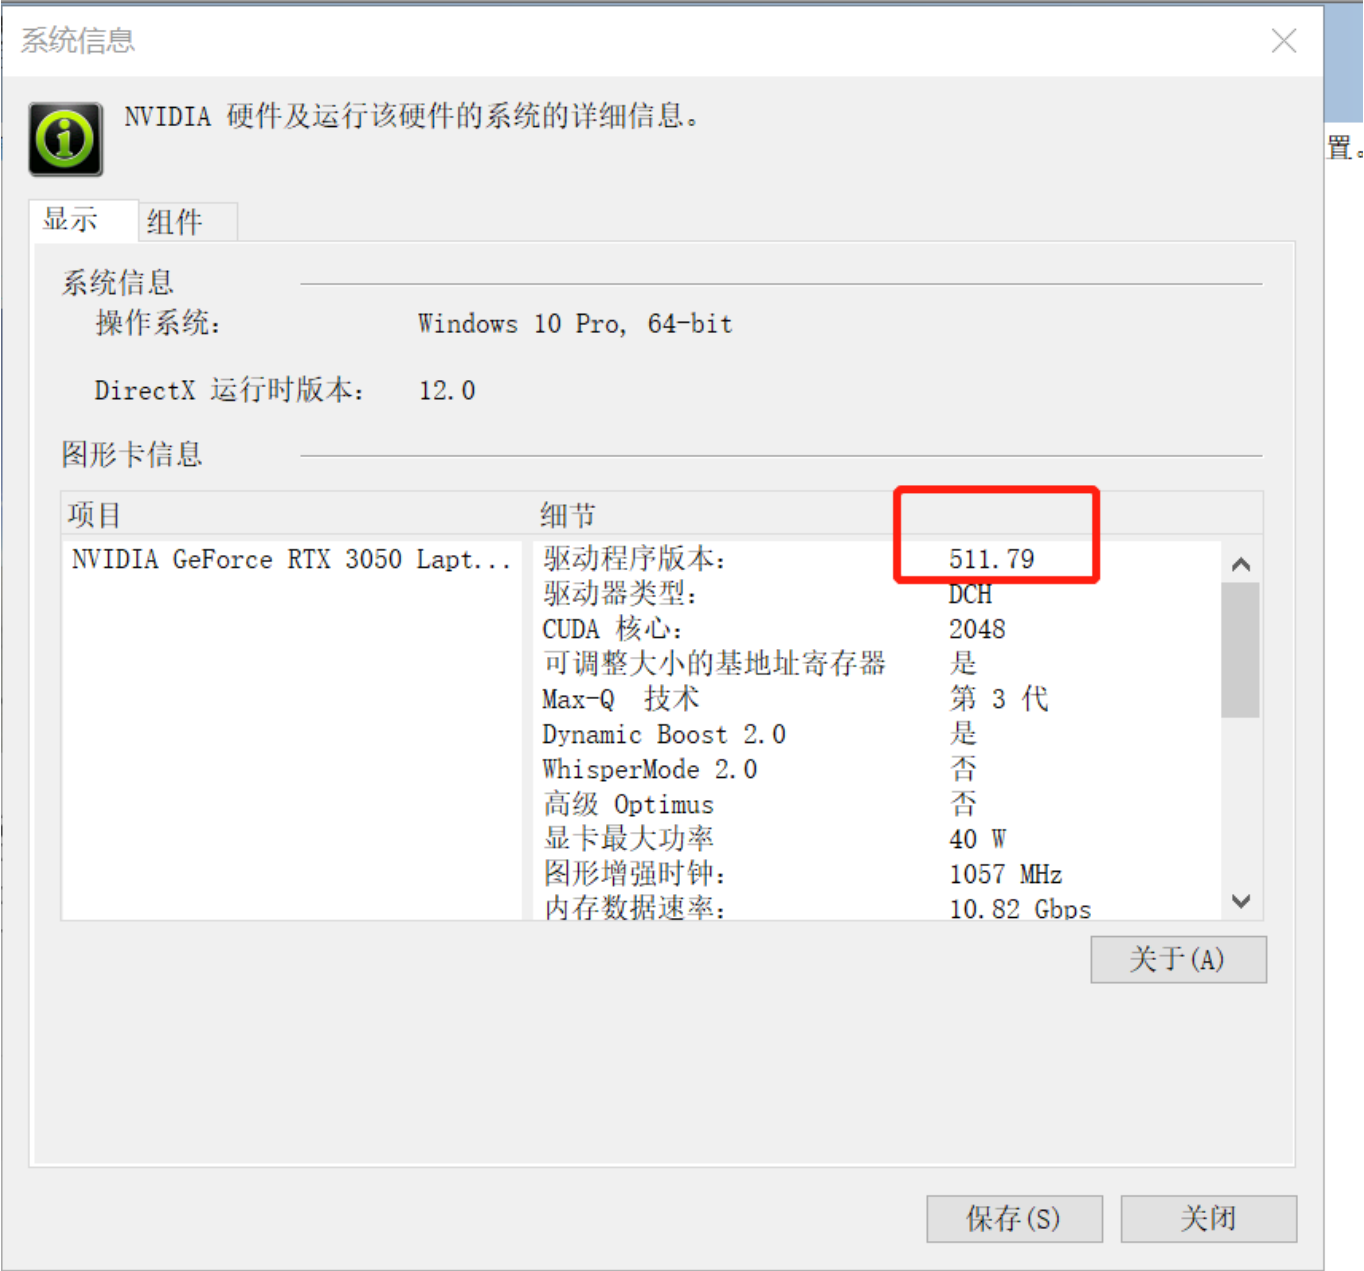 系统信息
NVIDIA 硬件及运行该硬件的系统的详细信息。
置。
显示 组件
系统信息
操作系统: Windows 10 Pro, 64-bit
DirectX 运行时版本: 12.0
图形卡信息
项目 细节
NVIDIA GeForce RTX 3050 Lapt... 驱动程序版本: 511.79
驱动器类型: DCH
CUDA 核心: 2048
可调整大小的基地址寄存器 是
Max-Q 技术 第 3 代
Dynamic Boost 2.0 是
WhisperMode 2.0 否
高级 Optimus 否
显卡最大功率 40 W
图形增强时钟: 1057 MHz
内存数据速率: 10.82 Gbps
关于(A)
保存(S) 关闭